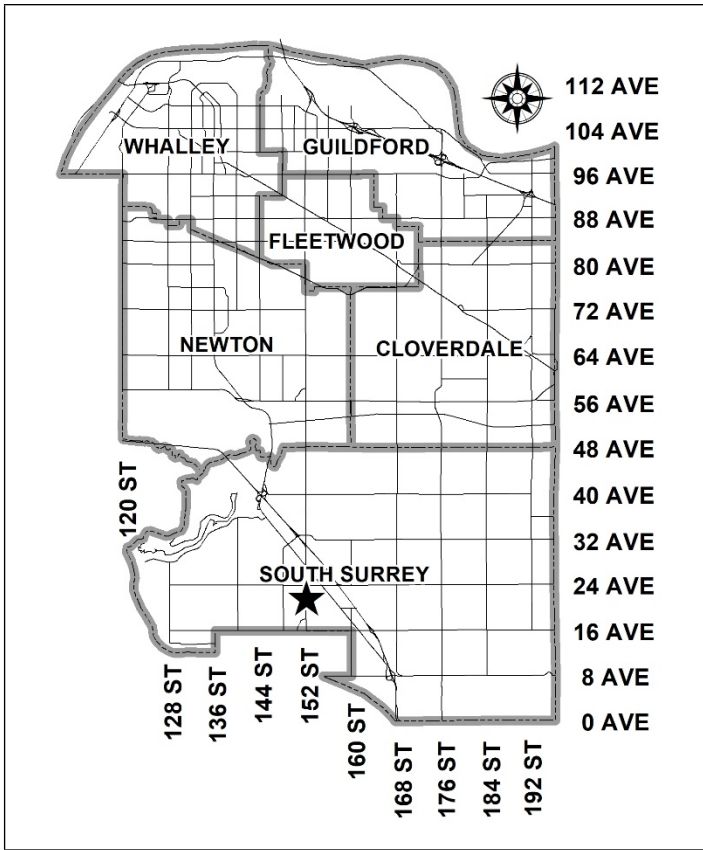 112 AVE
104 AVE
WHALLEY
GUILDFORD
96 AVE
88 AVE
FLEETWOOD
80 AVE
72 AVE
NEWTON
CLOVERDALE
64 AVE
56 AVE
48 AVE
120 ST
40 AVE
32 AVE
SOUTH SURREY
24 AVE
16 AVE
8 AVE
0 AVE
128 ST
136 ST
144 ST
152 ST
160 ST
168 ST
176 ST
184 ST
192 ST